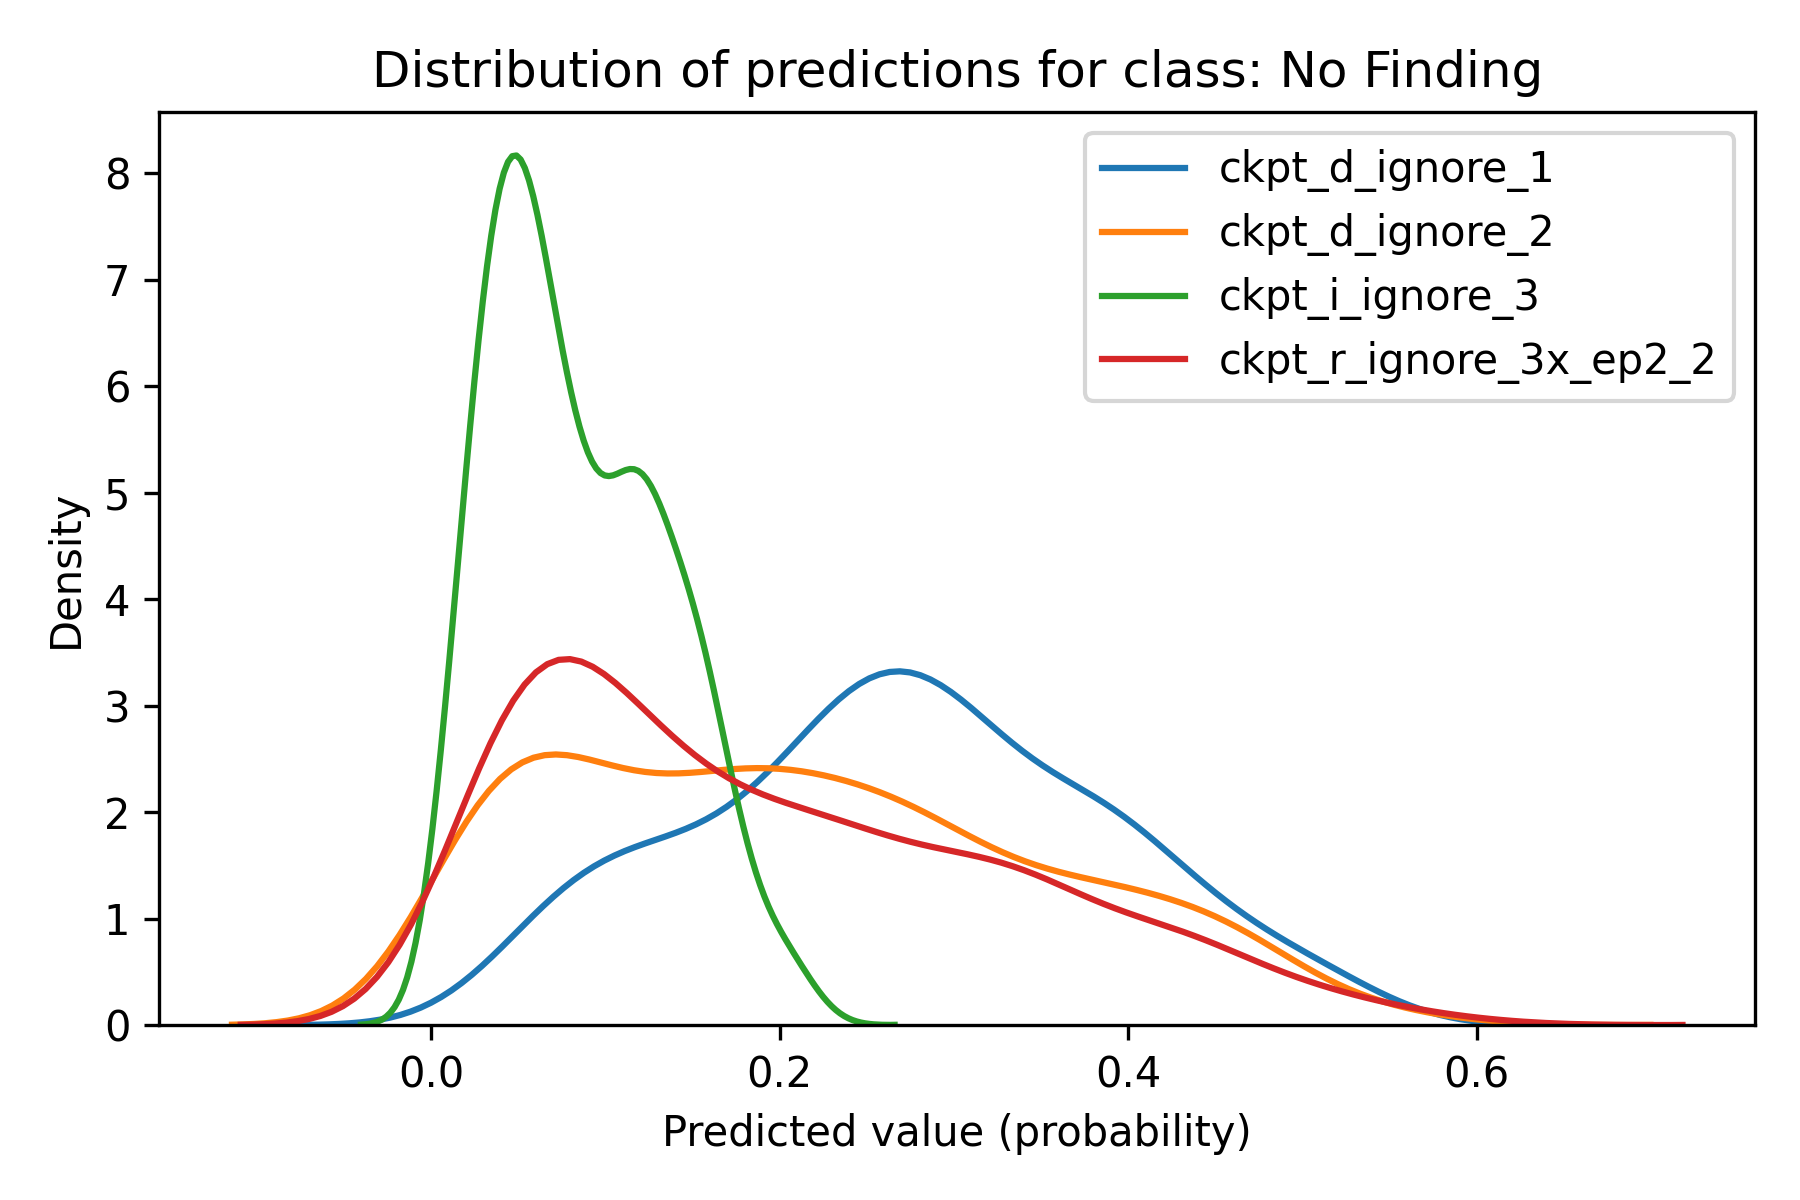 Distribution of predictions for class: No Finding
ckpt_d_ignore_1
ckpt_d_ignore_2
ckpt_i_ignore_3
ckpt_r_ignore_3x_ep2_2
Density
8
7
6
5
4
3
2
1
0
0.0 0.2 0.4 0.6
Predicted value (probability)